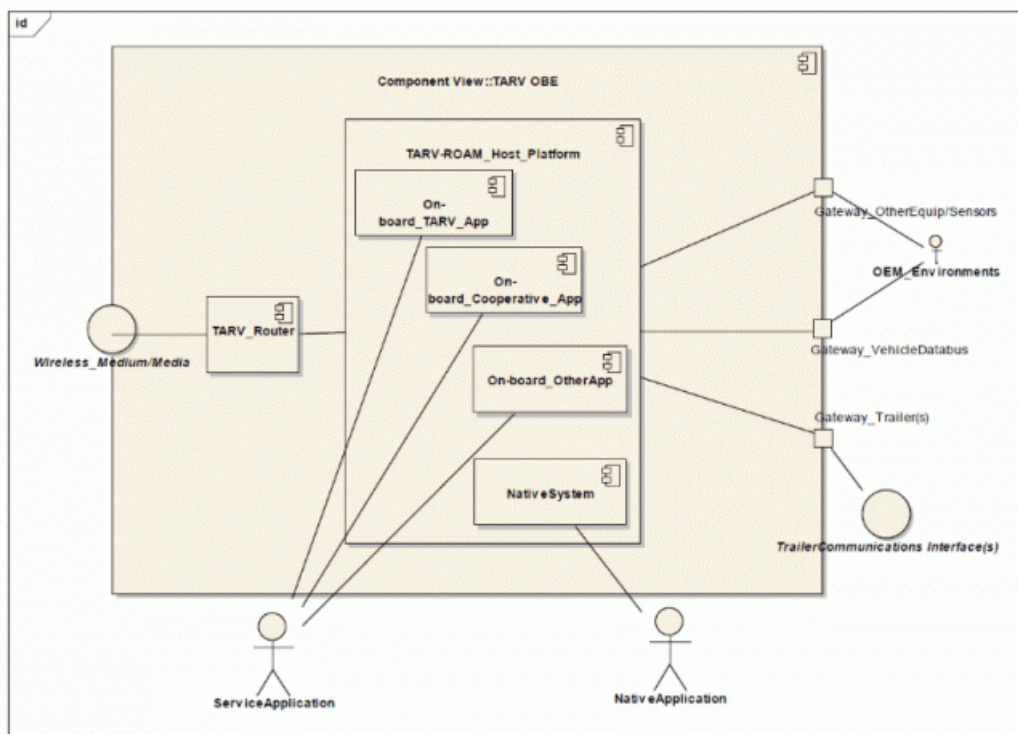 id
Component View::TARV OBE
TARV-ROAM_Host_Platform
On-
board_TARV_App
On-
board_Cooperative_App
TARV_Router
Wireless_Medium/Media
On-board_OtherApp
NativeSystem
Gateway_OtherEquip/Sensors
OEM_Environments
Gateway_VehicleDatabus
Gateway_Trailer(s)
TrailerCommunications Interface(s)
ServiceApplication
NativeApplication